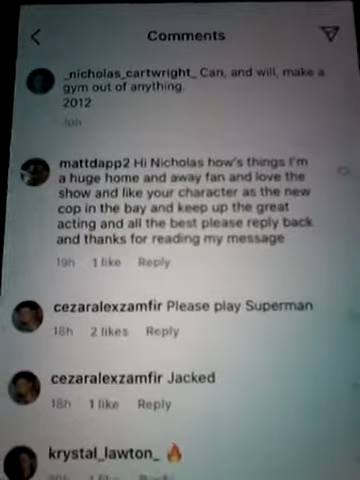 Comments
_nicholas_cartwright_ Can, and will, make a
gym out of anything.
2012
mattdapp2 Hi Nicholas how's things I'm
a huge home and away fan and love the
show and like your character as the new
cop in the bay and keep up the great
acting and all the best please reply back
and thanks for reading my message
19h 1 like Reply
cezaralexzamfir Please play Superman
18h 2 likes Reply
cezaralexzamfir Jacked
18h 1 like Reply
krystal_lawton_ 🔥